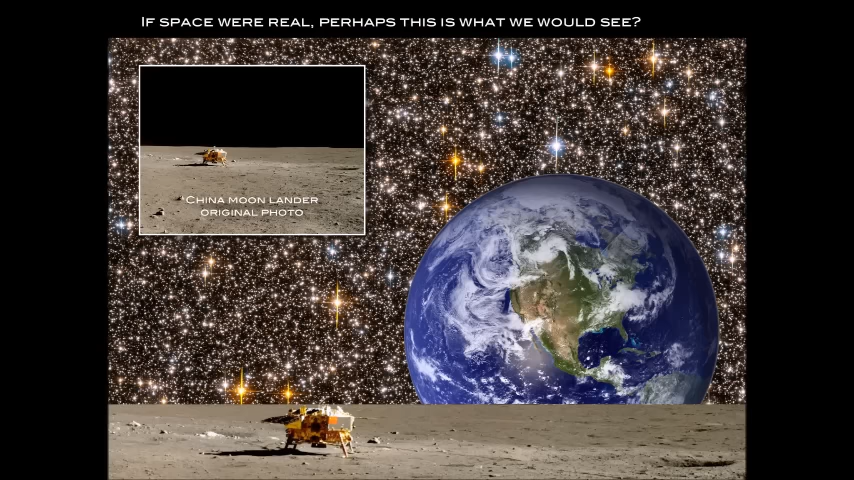 If space were real, perhaps this is what we would see?
*China moon lander
original photo